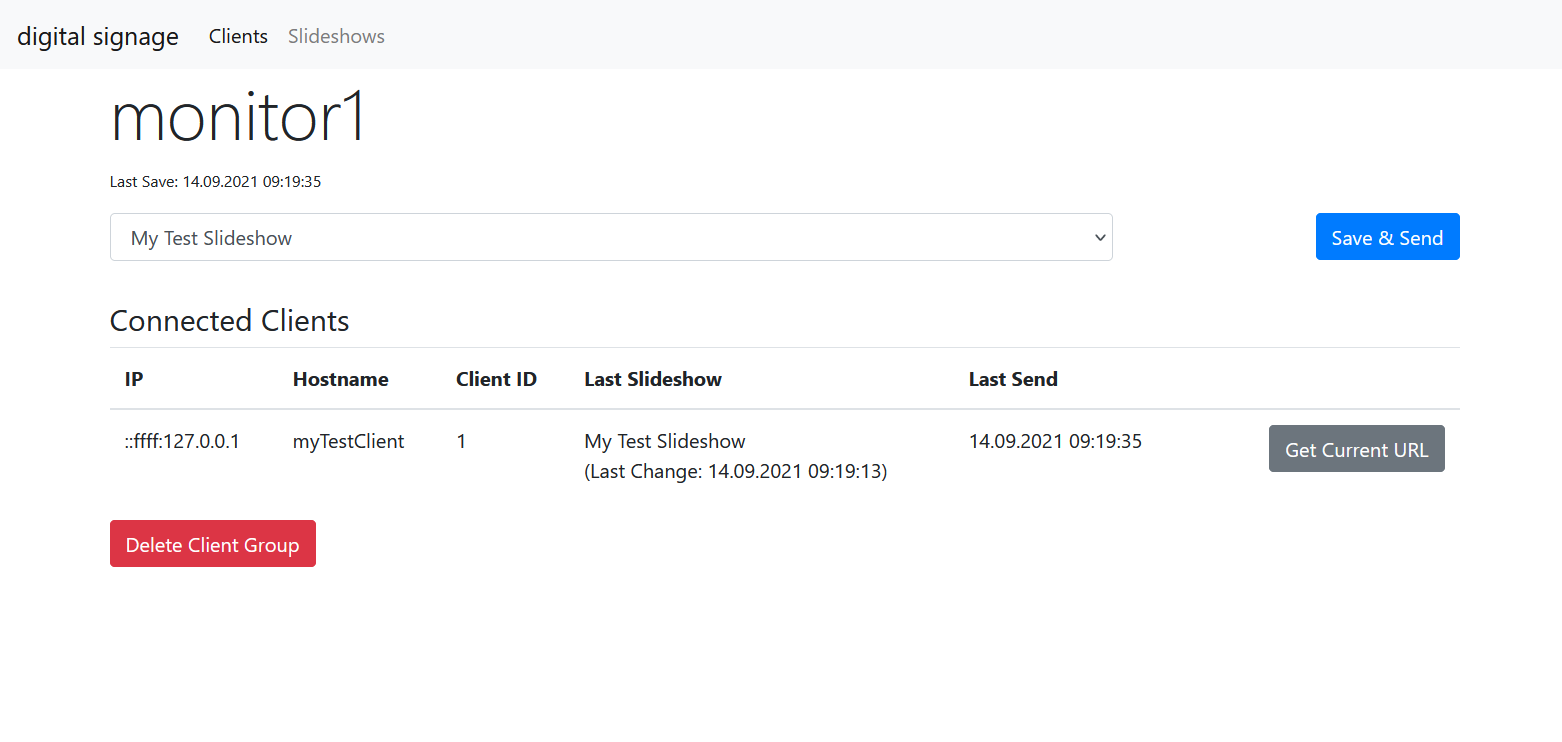 digital signage Clients Slideshows
monitor1
Last Save: 14.09.2021 09:19:35
My Test Slideshow Save & Send
Connected Clients
IP Hostname Client ID Last Slideshow Last Send
::ffff:127.0.0.1 myTestClient 1 My Test Slideshow 14.09.2021 09:19:35 Get Current URL
(Last Change: 14.09.2021 09:19:13)
Delete Client Group